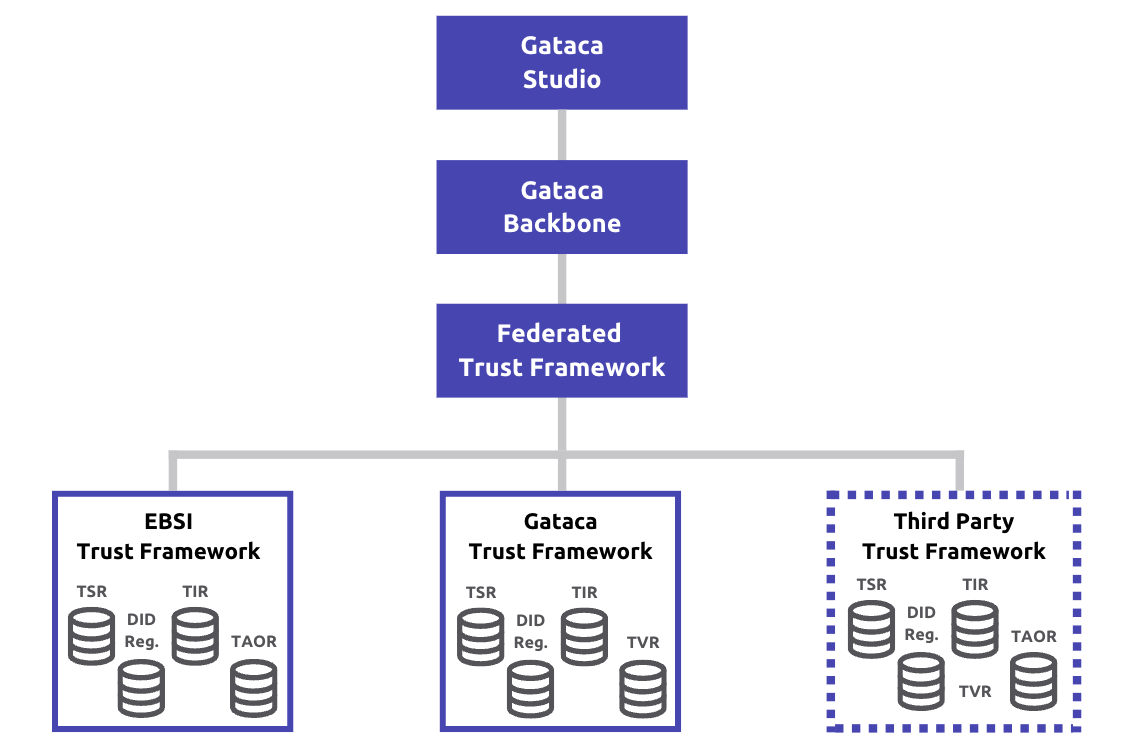 Gataca
Studio
Gataca
Backbone
Federated
Trust Framework
EBSI
Trust Framework
TSR
TIR
DID
Reg.
TAOR
Gataca
Trust Framework
TSR
TIR
DID
Reg.
TVR
Third Party
Trust Framework
TSR
TIR
DID
Reg.
TAOR
TVR